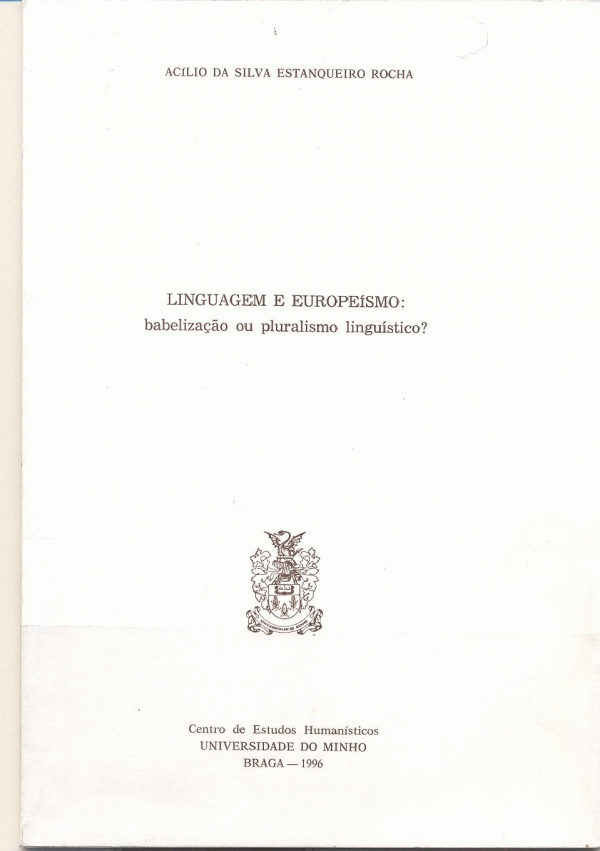 ACÍLIO DA SILVA ESTANQUEIRO ROCHA
LINGUAGEM E EUROPEÍSMO:
babelização ou pluralismo linguístico?
Centro de Estudos Humanísticos
UNIVERSIDADE DO MINHO
BRAGA — 1996